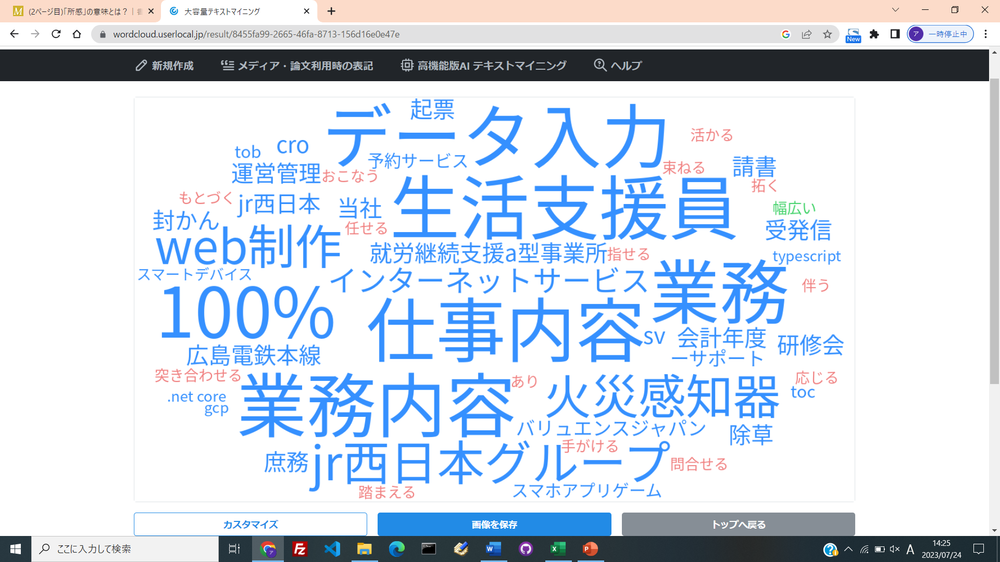 (2ページ目)「所感」の意味とは？｜
大容量テキストマイニング
wordcloud.userlocal.jp/result/8455fa99-2665-46fa-8713-156d16e0e47e
New
ア 一時停止中
新規作成
メディア・論文利用時の表記
高機能版AI テキストマイニング
ヘルプ
起票
データ入力
活かる
cro
tob
予約サービス
請書
束ねる
運営管理
おこなう
拓く
もとづく
jr西日本
当社
生活支援員
幅広い
封かん
任せる
受発信
web制作
就労継続支援a型事業所
指せる
typescript
スマートデバイス
インターネットサービス
業務
伴う
100%
仕事内容
sv
会計年度
研修会
広島電鉄本線
ーサポート
突き合わせる
あり
応じる
.net core
業務内容
火災感知器
toc
gcp
バリュエンスジャパン
除草
手がける
庶務
jr西日本グループ
問合せる
踏まえる
スマホアプリゲーム
カスタマイズ
画像を保存
トップへ戻る
ここに入力して検索
A
14:25
2023/07/24